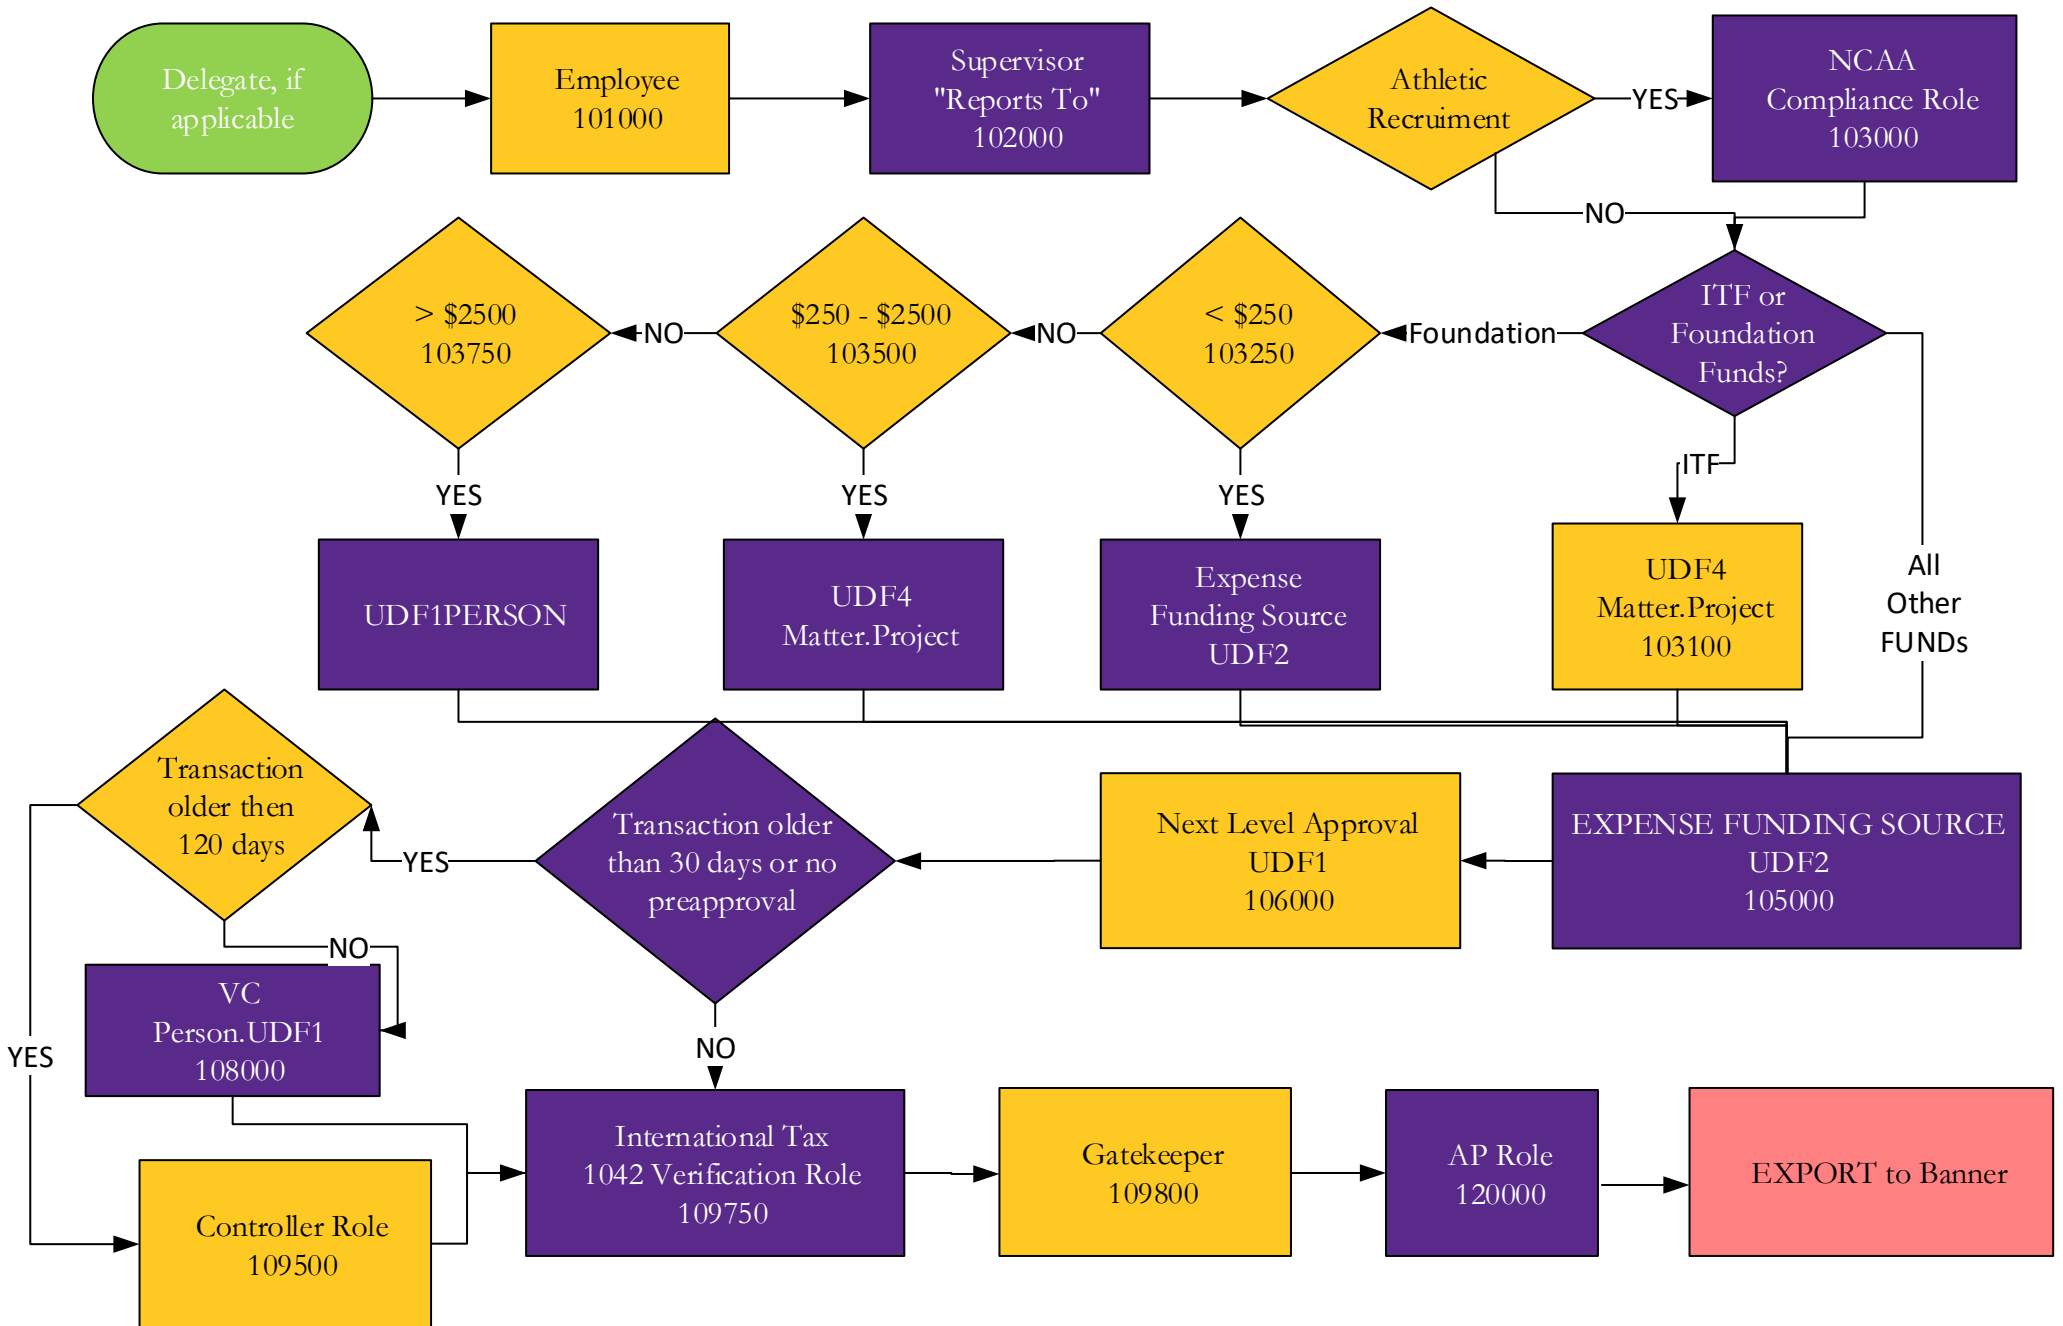 Delegate, if
applicable
Employee
101000
Supervisor
"Reports To"
102000
Athletic
Recruiment
YES
NCAA
Compliance Role
103000
NO
> $2500
103750
NO
$250 - $2500
103500
NO
< $250
103250
Foundation
ITF or
Foundation
Funds?
YES
YES
YES
ITF
All
Other
FUNDs
UDF1PERSON
UDF4
Matter.Project
Expense
Funding Source
UDF2
UDF4
Matter.Project
103100
Transaction
older then
120 days
YES
Transaction older
than 30 days or no
preapproval
Next Level Approval
UDF1
106000
EXPENSE FUNDING SOURCE
UDF2
105000
NO
VC
Person.UDF1
108000
YES
NO
Controller Role
109500
International Tax
1042 Verification Role
109750
Gatekeeper
109800
AP Role
120000
EXPORT to Banner